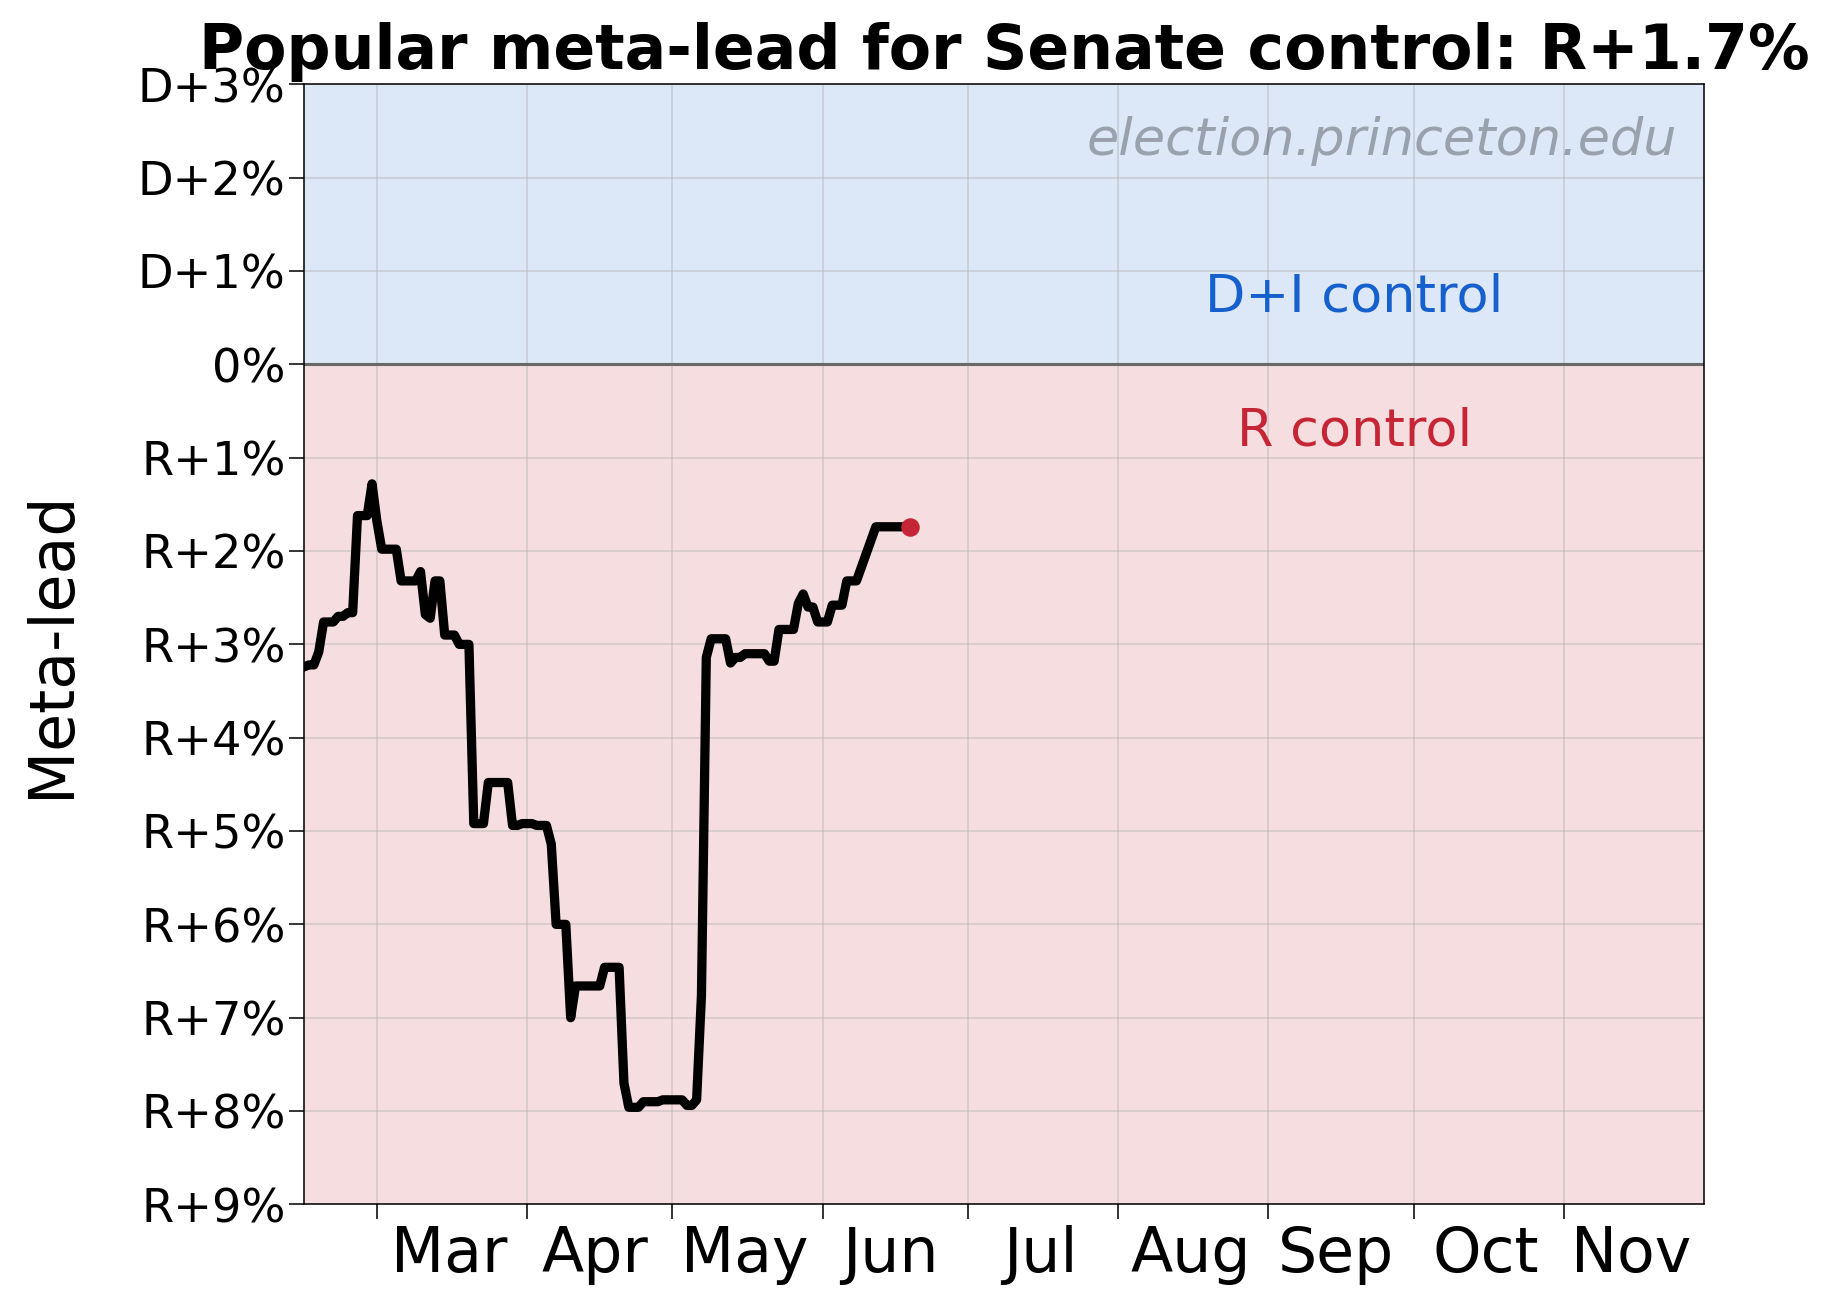 Popular meta-lead for Senate control: R+1.7%
D+3%
election.princeton.edu
D+2%
D+1%
D+I control
0%
R control
R+1%
R+2%
R+3%
R+4%
R+5%
R+6%
R+7%
R+8%
R+9%
Meta-lead
Mar Apr May Jun Jul Aug Sep Oct Nov